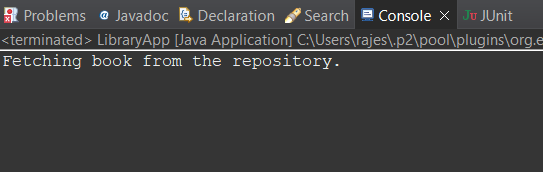 Problems @ Javadoc Declaration Search Console JUnit
<terminated> LibraryApp [Java Application] C:\Users\rajes\.p2\pool\plugins\org.e
Fetching book from the repository.